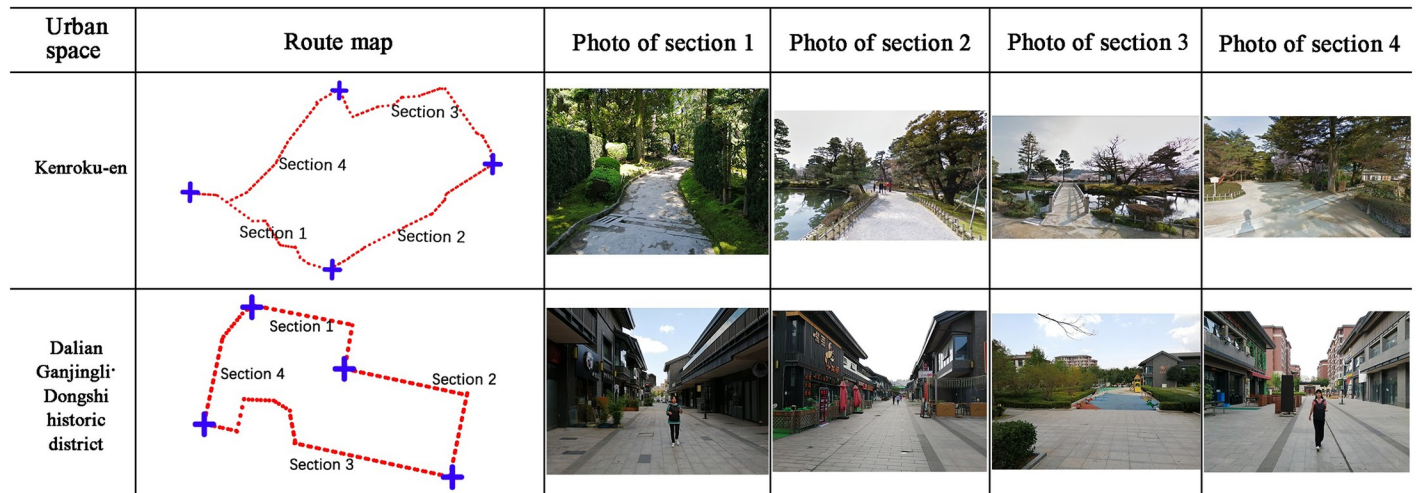 Urban
space
Route map
Photo of section 1
Photo of section 2
Photo of section 3
Photo of section 4
Kenroku-en
Section 1
Section 2
Section 3
Section 4
Dalian
Ganjingli·
Dongshi
historic
district
Section 1
Section 2
Section 3
Section 4